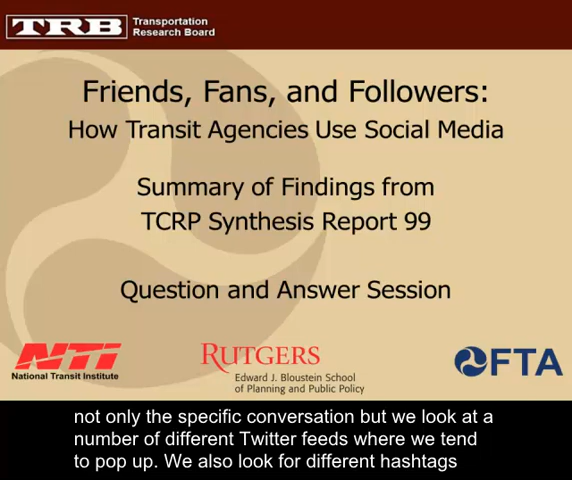 TRB
Transportation
Research Board
Friends, Fans, and Followers:
How Transit Agencies Use Social Media
Summary of Findings from
TCRP Synthesis Report 99
Question and Answer Session
NTI
National Transit Institute
RUTGERS
Edward J. Bloustein School
of Planning and Public Policy
FTA
not only the specific conversation but we look at a
number of different Twitter feeds where we tend
to pop up. We also look for different hashtags